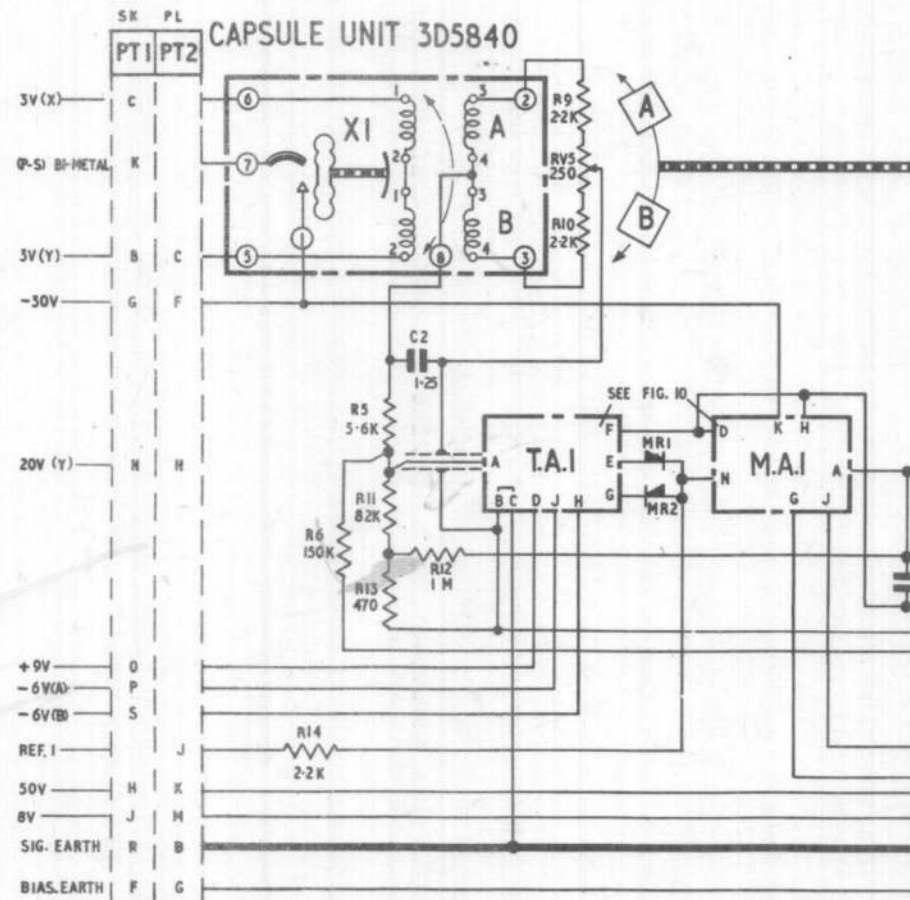 SK PL
PT1 PT2
CAPSULE UNIT 3D5840
3V(X) C
(P-S) BI-METAL K
3V(Y) B C
-30V G F
20V (Y) N H
+9V O
-6V(A) P
-6V(B) S
REF. 1 J
50V H K
8V J M
SIG. EARTH R B
BIAS. EARTH F G
6
7
5
X1
1
1
2
1
2
3
4
3
4
A
B
2
3
8
R9
2·2K
RV5
250
R10
2·2K
A
B
C2
1·25
R5
5·6K
R11
82K
R6
150K
R12
1 M
R13
470
R14
2·2K
SEE FIG. 10
T.A.1
A
F
E
G
B C D J H
MR1
MR2
M.A.1
D
N
K H
A
G J